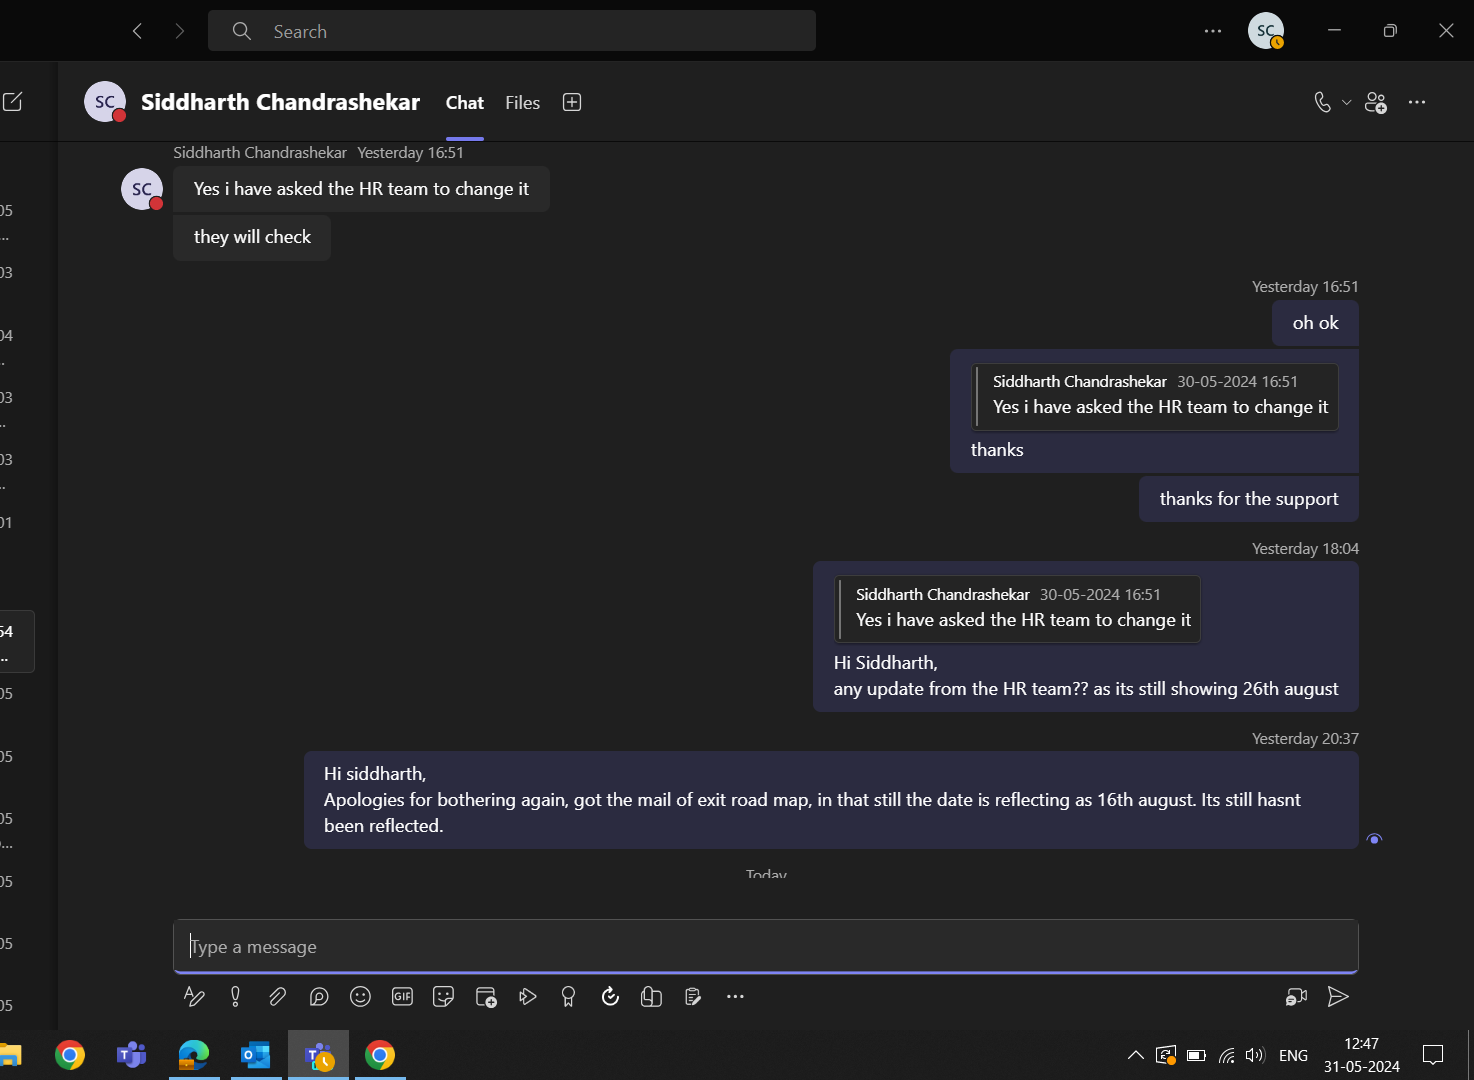 Search
SC
SC
Siddharth Chandrashekar
Chat
Files
Siddharth Chandrashekar Yesterday 16:51
SC
Yes i have asked the HR team to change it
they will check
Yesterday 16:51
oh ok
Siddharth Chandrashekar 30-05-2024 16:51
Yes i have asked the HR team to change it
thanks
thanks for the support
Yesterday 18:04
Siddharth Chandrashekar 30-05-2024 16:51
Yes i have asked the HR team to change it
Hi Siddharth,
any update from the HR team?? as its still showing 26th august
Yesterday 20:37
Hi siddharth,
Apologies for bothering again, got the mail of exit road map, in that still the date is reflecting as 16th august. Its still hasnt
been reflected.
Today
Type a message
GIF
05
...
03
04
03
03
01
...
05
05
05
05
05
05
ENG
12:47
31-05-2024